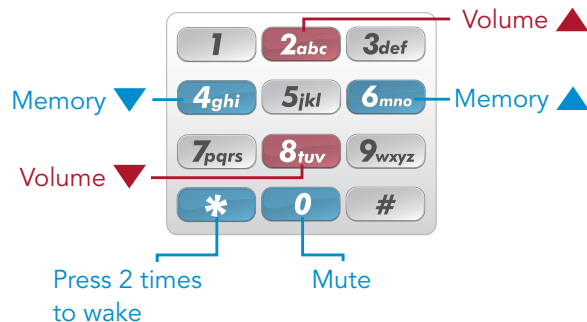 Volume ▲
1 2abc 3def
Memory ▼ 4ghi 5jkl 6mno Memory ▲
7pqrs 8tuv 9wxyz
Volume ▼
* 0 #
Press 2 times
to wake
Mute